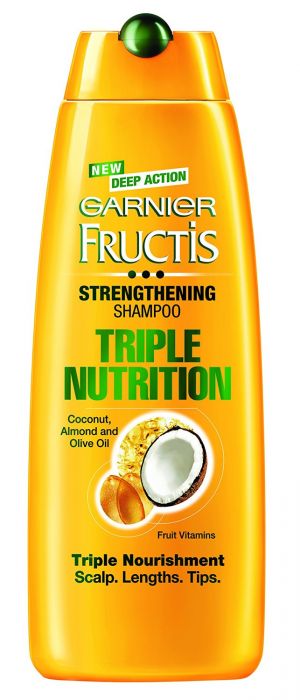 NEW
DEEP ACTION
GARNIER
FRUCTIS
STRENGTHENING
SHAMPOO
TRIPLE
NUTRITION
Coconut,
Almond and
Olive Oil
Fruit Vitamins
Triple Nourishment
Scalp. Lengths. Tips.